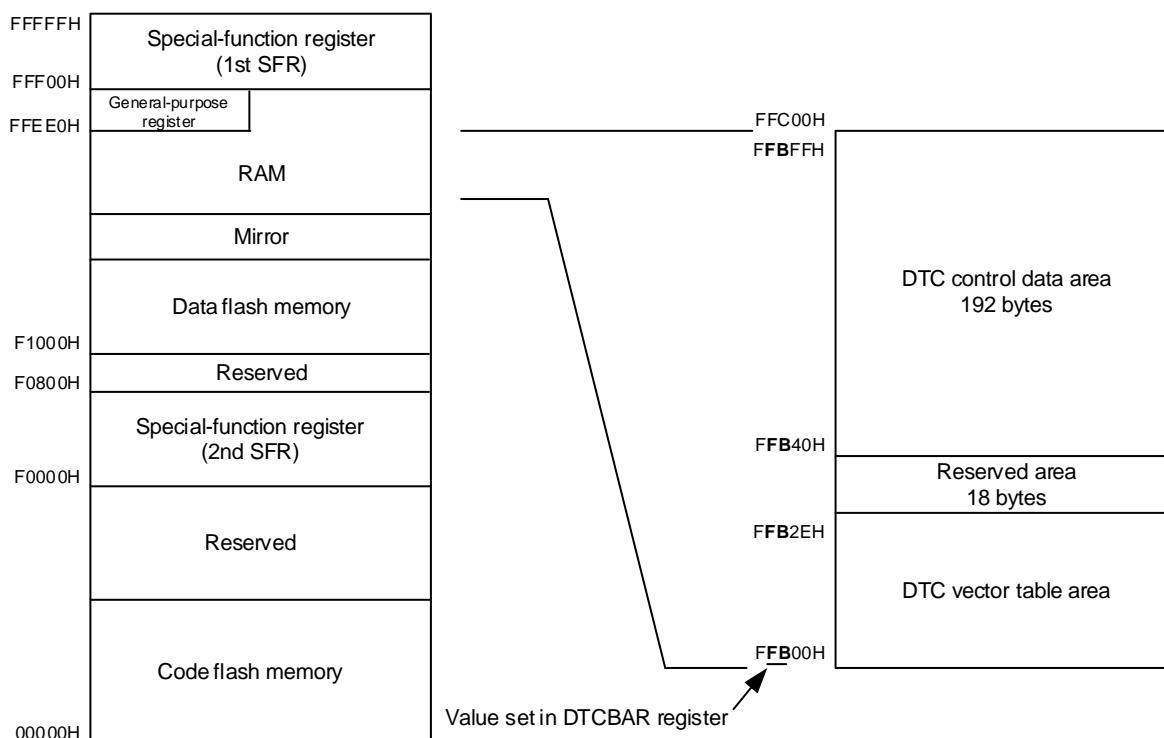 FFFFFH
Special-function register
(1st SFR)
FFF00H
General-purpose
register
FFEE0H
RAM
Mirror
Data flash memory
F1000H
Reserved
F0800H
Special-function register
(2nd SFR)
F0000H
Reserved
Code flash memory
00000H
FFC00H
FFBFFH
DTC control data area
192 bytes
FFB40H
Reserved area
18 bytes
FFB2EH
DTC vector table area
FFB00H
Value set in DTCBAR register